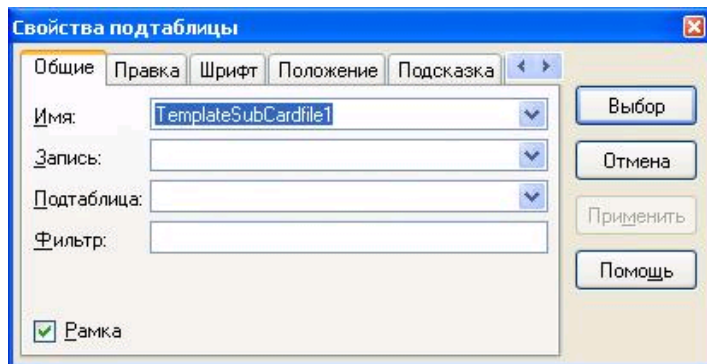 Свойства подтаблицы
Общие Правка Шрифт Положение Подсказка
Имя: TemplateSubCardfile1
Запись:
Подтаблица:
Фильтр:
Рамка
Выбор
Отмена
Применить
Помощь